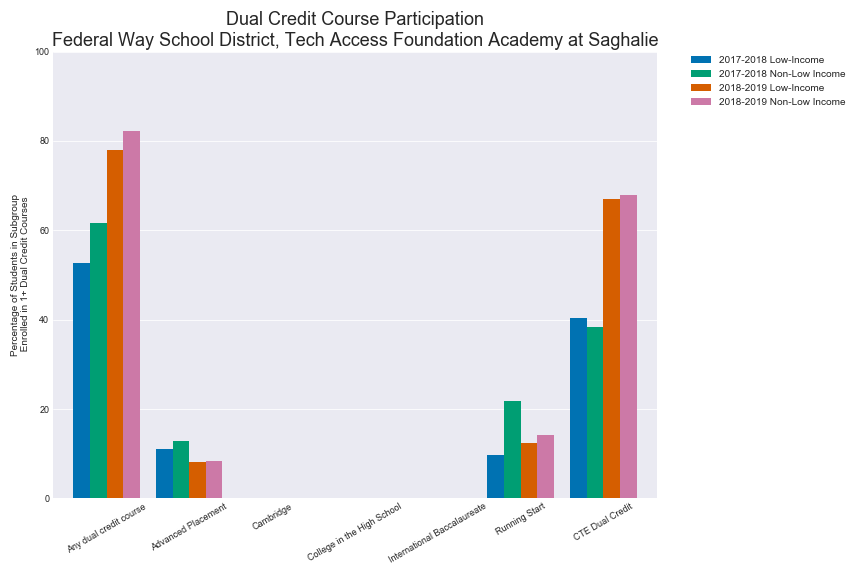 Dual Credit Course Participation
Federal Way School District, Tech Access Foundation Academy at Saghalie
2017-2018 Low-Income
2017-2018 Non-Low Income
2018-2019 Low-Income
2018-2019 Non-Low Income
Percentage of Students in Subgroup
Enrolled in 1+ Dual Credit Courses
100
80
60
40
20
0
Any dual credit course
Advanced Placement
Cambridge
College in the High School
International Baccalaureate
Running Start
CTE Dual Credit